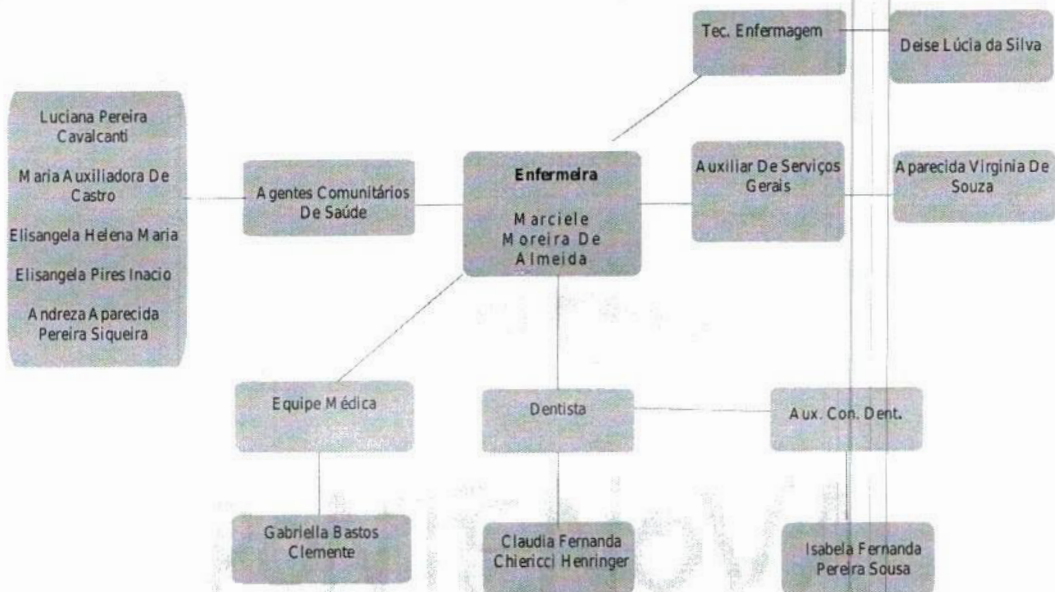 Tec. Enfermagem
Deise Lúcia da Silva
Luciana Pereira
Cavalcanti
Maria Auxiliadora De
Castro
Elisangela Helena Maria
Elisangela Pires Inacio
Andreza Aparecida
Pereira Siqueira
Agentes Comunitários
De Saúde
Enfermeira
Marciele
Moreira De
Almeida
Auxiliar De Serviços
Gerais
Aparecida Virginia De
Souza
Equipe Médica
Dentista
Aux. Con. Dent.
Gabriella Bastos
Clemente
Claudia Fernanda
Chiericci Henringer
Isabela Fernanda
Pereira Sousa